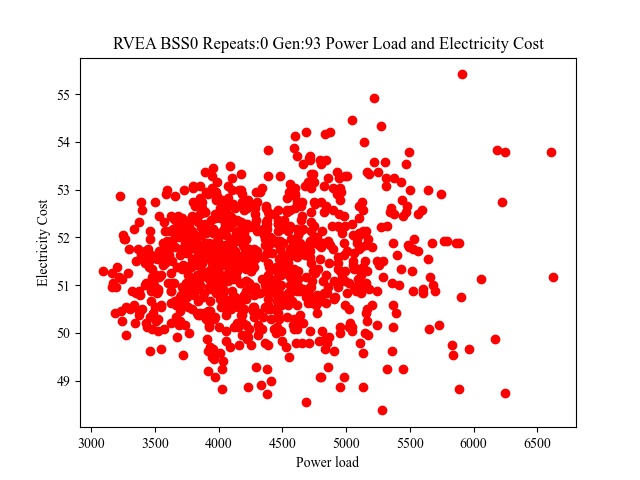 RVEA BSS0 Repeats:0 Gen:93 Power Load and Electricity Cost
55
54
53
52
51
50
49
Electricity Cost
3000 3500 4000 4500 5000 5500 6000 6500
Power load